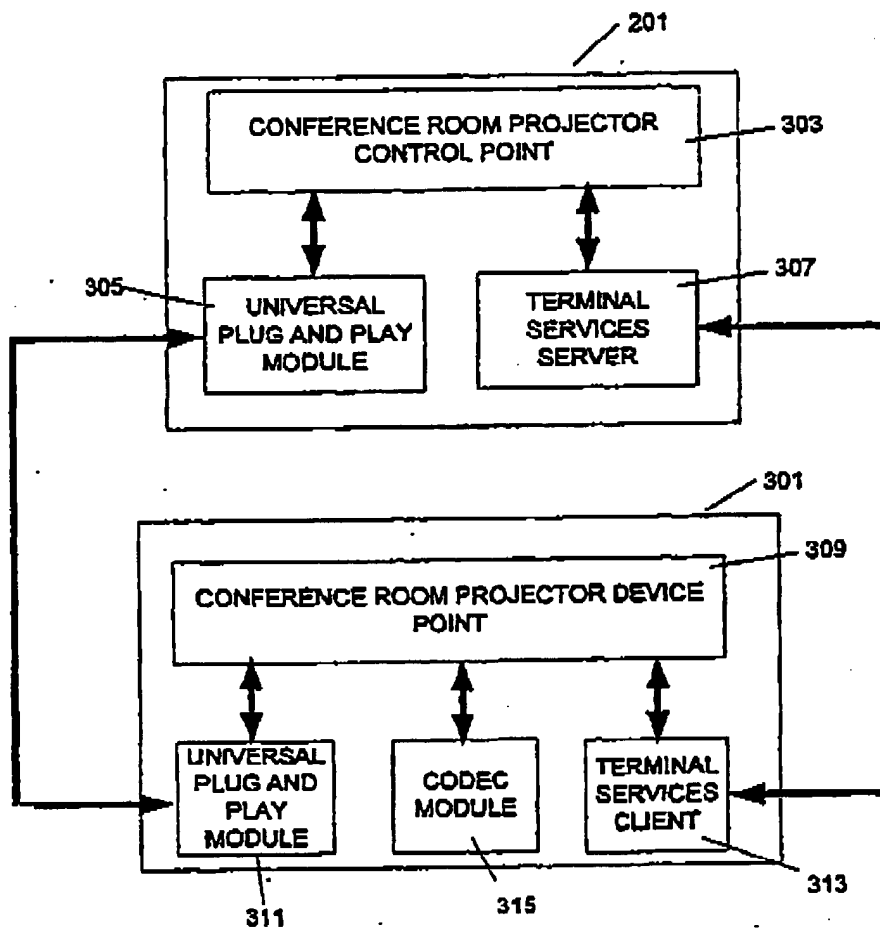 201
CONFERENCE ROOM PROJECTOR
CONTROL POINT
303
305
UNIVERSAL
PLUG AND PLAY
MODULE
307
TERMINAL
SERVICES
SERVER
301
309
CONFERENCE ROOM PROJECTOR DEVICE
POINT
UNIVERSAL
PLUG AND
PLAY
MODULE
CODEC
MODULE
TERMINAL
SERVICES
CLIENT
311
315
313